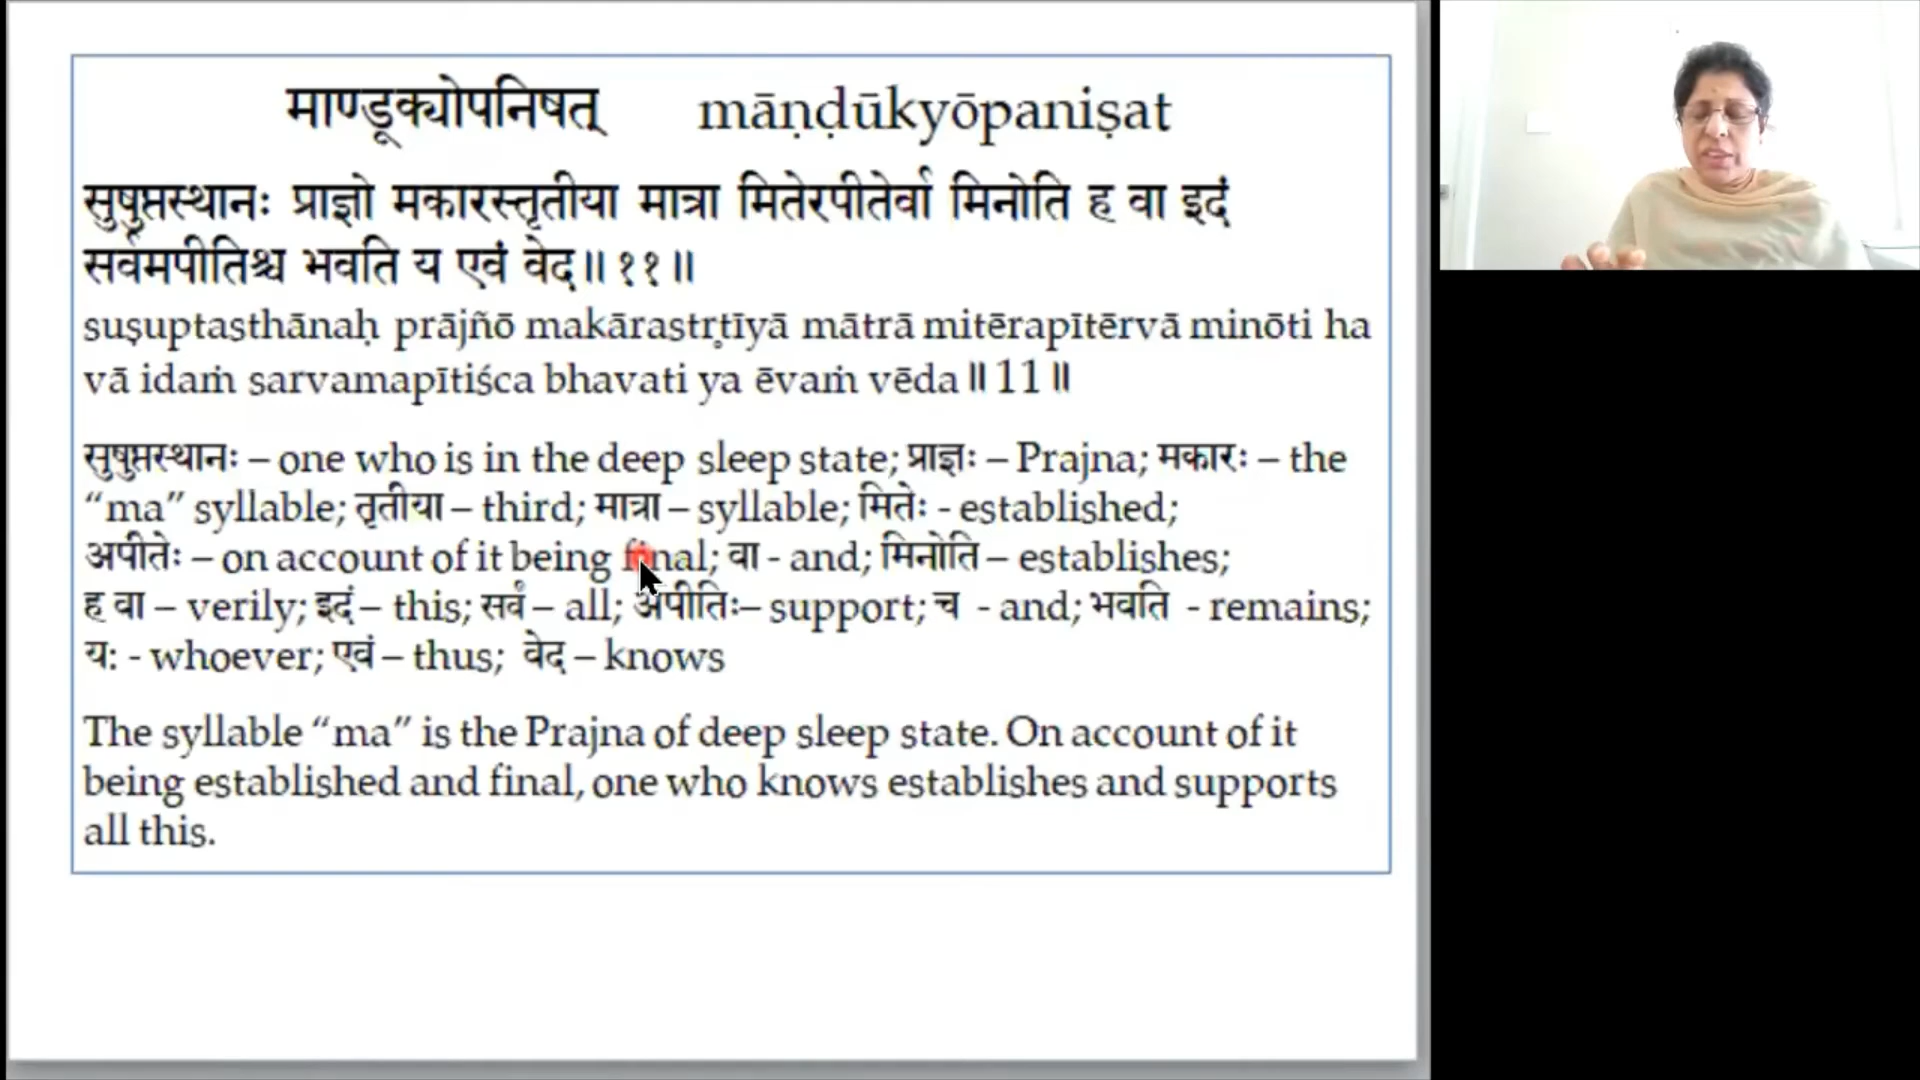 माण्डूक्योपनिषत् māṇḍūkyōpaniṣat
सुषुप्तस्थानः प्राज्ञो मकारस्तृतीया मात्रा मितेरपीतेर्वा मिनोति ह वा इदं
सर्वमपीतिश्च भवति य एवं वेद॥११॥
suṣuptasthānaḥ prājñō makārastr̥tīyā mātrā mitērapītērvā minōti ha
vā idaṁ sarvamapītiśca bhavati ya ēvaṁ vēda॥11॥
सुषुप्तस्थानः – one who is in the deep sleep state; प्राज्ञः – Prajna; मकारः – the
“ma” syllable; तृतीया – third; मात्रा – syllable; मितेः - established;
अपीतेः – on account of it being final; वा - and; मिनोति – establishes;
ह वा – verily; इदं – this; सर्वं – all; अपीतिः– support; च - and; भवति - remains;
यः - whoever; एवं – thus; वेद – knows
The syllable “ma” is the Prajna of deep sleep state. On account of it
being established and final, one who knows establishes and supports
all this.